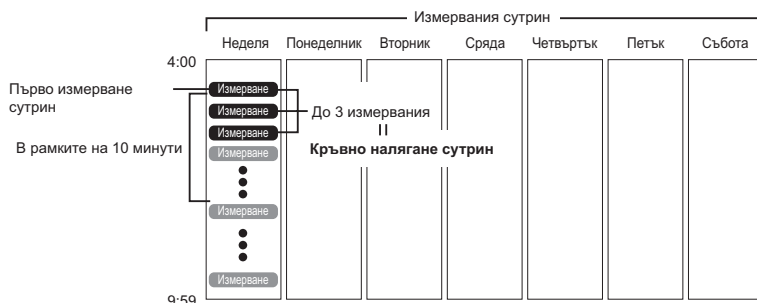 Измервания сутрин
Неделя Понеделник Вторник Сряда Четвъртък Петък Събота
4:00
Първо измерване
сутрин
Измерване
Измерване
До 3 измервания
Измерване
В рамките на 10 минути
Измерване
Кръвно налягане сутрин
Измерване
Измерване
9:59